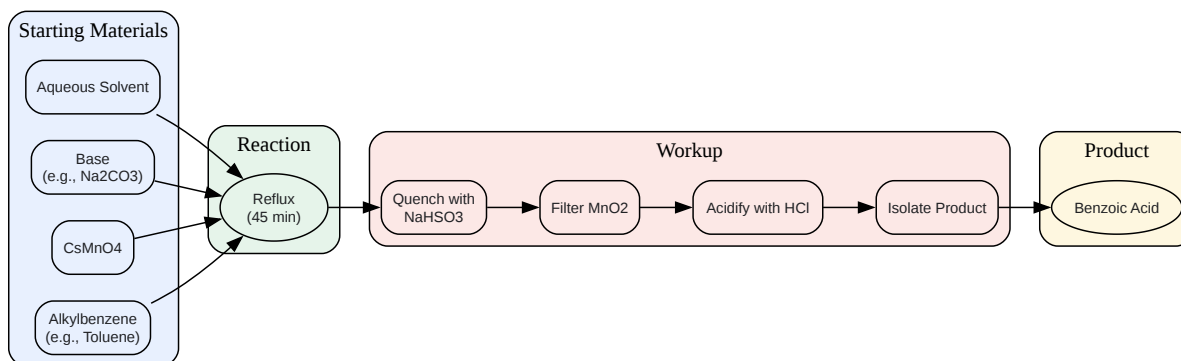 Starting Materials
Aqueous Solvent
Base
(e.g., Na2CO3)
CsMnO4
Alkylbenzene
(e.g., Toluene)
Reaction
Reflux
(45 min)
Workup
Quench with
NaHSO3
Filter MnO2
Acidify with HCl
Isolate Product
Product
Benzoic Acid